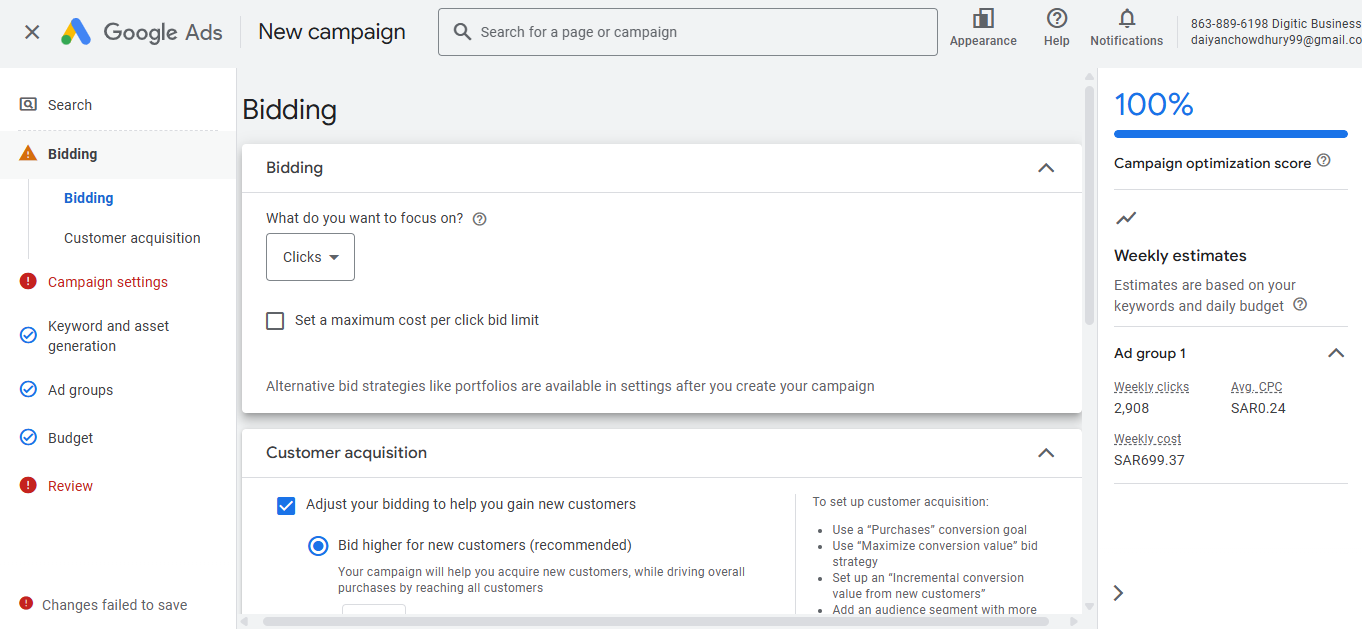 Google Ads
New campaign
Search for a page or campaign
Appearance
Help
Notifications
863-889-6198 Digitic Business
daiyanchowdhury99@gmail.co
Search
Bidding
Bidding
Customer acquisition
Campaign settings
Keyword and asset
generation
Ad groups
Budget
Review
Changes failed to save
Bidding
Bidding
What do you want to focus on?
Clicks
Set a maximum cost per click bid limit
Alternative bid strategies like portfolios are available in settings after you create your campaign
Customer acquisition
Adjust your bidding to help you gain new customers
Bid higher for new customers (recommended)
Your campaign will help you acquire new customers, while driving overall
purchases by reaching all customers
To set up customer acquisition:
• Use a “Purchases” conversion goal
• Use “Maximize conversion value” bid
strategy
• Set up an “Incremental conversion
value from new customers”
• Add an audience segment with more
100%
Campaign optimization score
Weekly estimates
Estimates are based on your
keywords and daily budget
Ad group 1
Weekly clicks Avg. CPC
2,908 SAR0.24
Weekly cost
SAR699.37